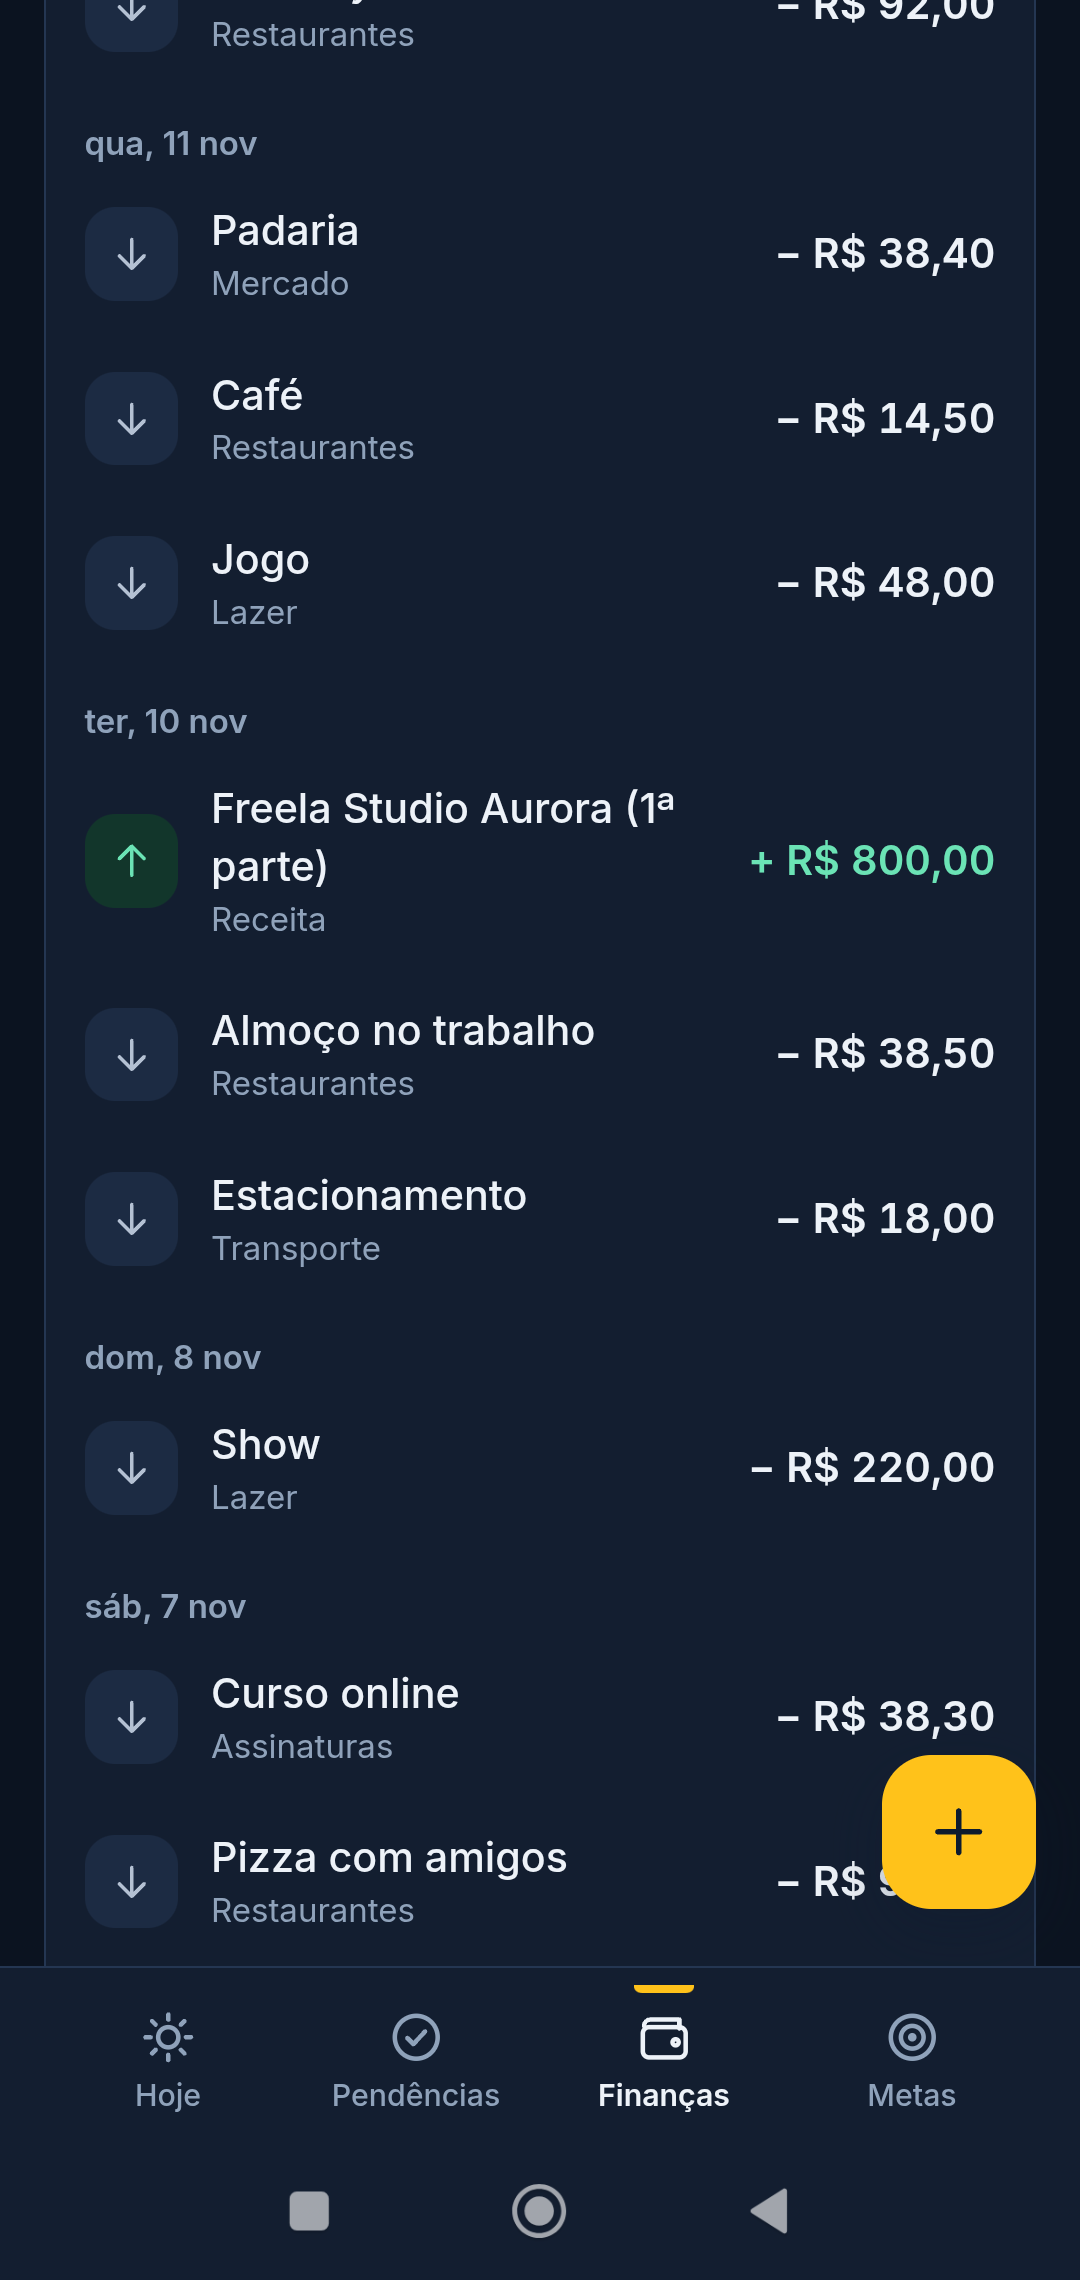 Restaurantes
– R$ 92,00
qua, 11 nov
Padaria
Mercado
– R$ 38,40
Café
Restaurantes
– R$ 14,50
Jogo
Lazer
– R$ 48,00
ter, 10 nov
Freela Studio Aurora (1ª
parte)
Receita
+ R$ 800,00
Almoço no trabalho
Restaurantes
– R$ 38,50
Estacionamento
Transporte
– R$ 18,00
dom, 8 nov
Show
Lazer
– R$ 220,00
sáb, 7 nov
Curso online
Assinaturas
– R$ 38,30
Pizza com amigos
Restaurantes
– R$
Hoje
Pendências
Finanças
Metas